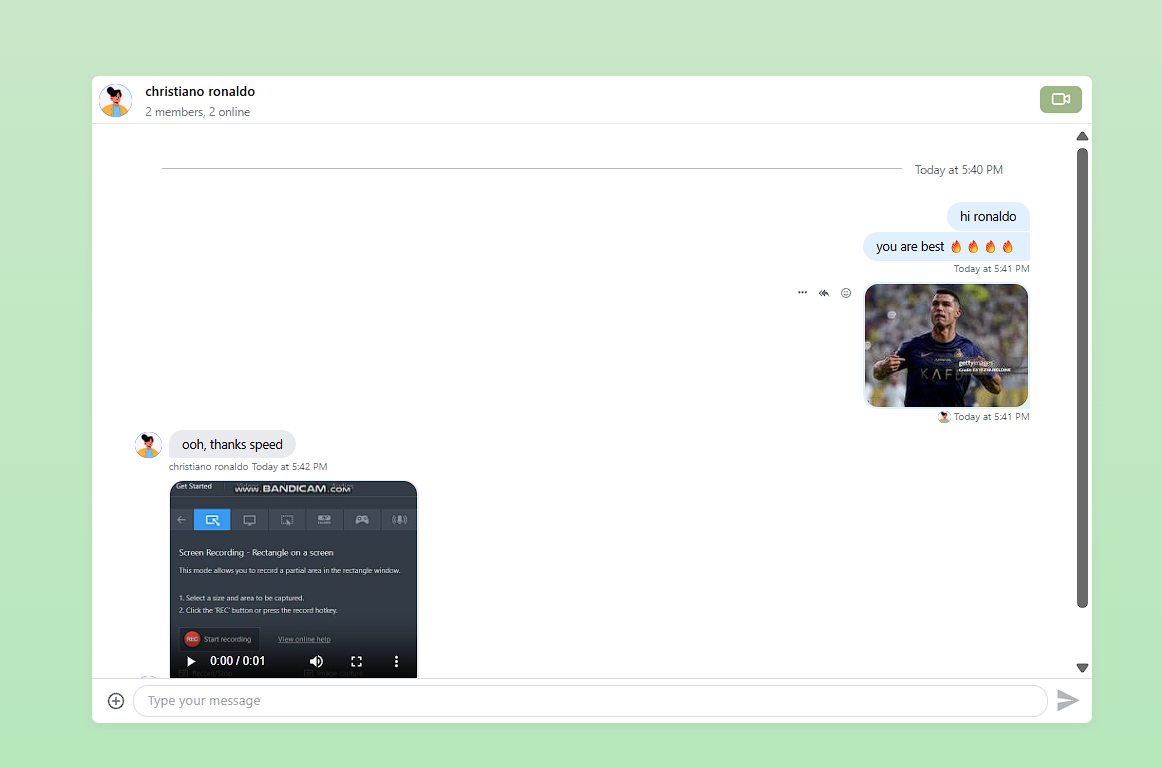 christiano ronaldo
2 members, 2 online
Today at 5:40 PM
hi ronaldo
you are best 🔥 🔥 🔥 🔥
Today at 5:41 PM
gettyimages
KAFD
Today at 5:41 PM
ooh, thanks speed
christiano ronaldo Today at 5:42 PM
Get Started
www.BANDICAM.com
Screen Recording - Rectangle on a screen
This mode allows you to record a partial area in the rectangle window.
1. Select a size and area to be captured.
2. Click the 'REC' button or press the record hotkey.
REC Start recording View online help
0:00 / 0:01
Type your message